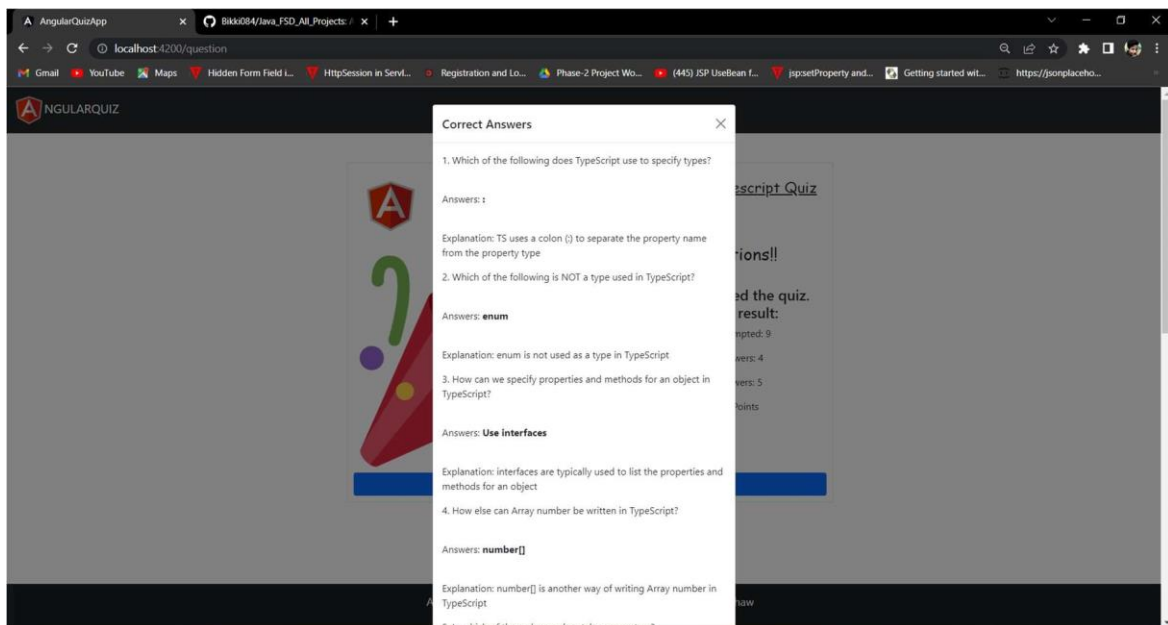 AngularQuizApp
Bikki084/Java_FSD_All_Projects: /
localhost:4200/question
Gmail YouTube Maps Hidden Form Field i... HttpSession in Servl... Registration and Lo... Phase-2 Project Wo... (445) JSP UseBean f... jsp:setProperty and... Getting started wit... https://jsonplaceho...
NGULARQUIZ
Correct Answers
1. Which of the following does TypeScript use to specify types?
Answers: :
Explanation: TS uses a colon (:) to separate the property name
from the property type
2. Which of the following is NOT a type used in TypeScript?
Answers: enum
Explanation: enum is not used as a type in TypeScript
3. How can we specify properties and methods for an object in
TypeScript?
Answers: Use interfaces
Explanation: interfaces are typically used to list the properties and
methods for an object
4. How else can Array number be written in TypeScript?
Answers: number[]
Explanation: number[] is another way of writing Array number in
TypeScript
escript Quiz
ions!!
ed the quiz.
result:
mpted: 9
wers: 4
wers: 5
Points
A
haw